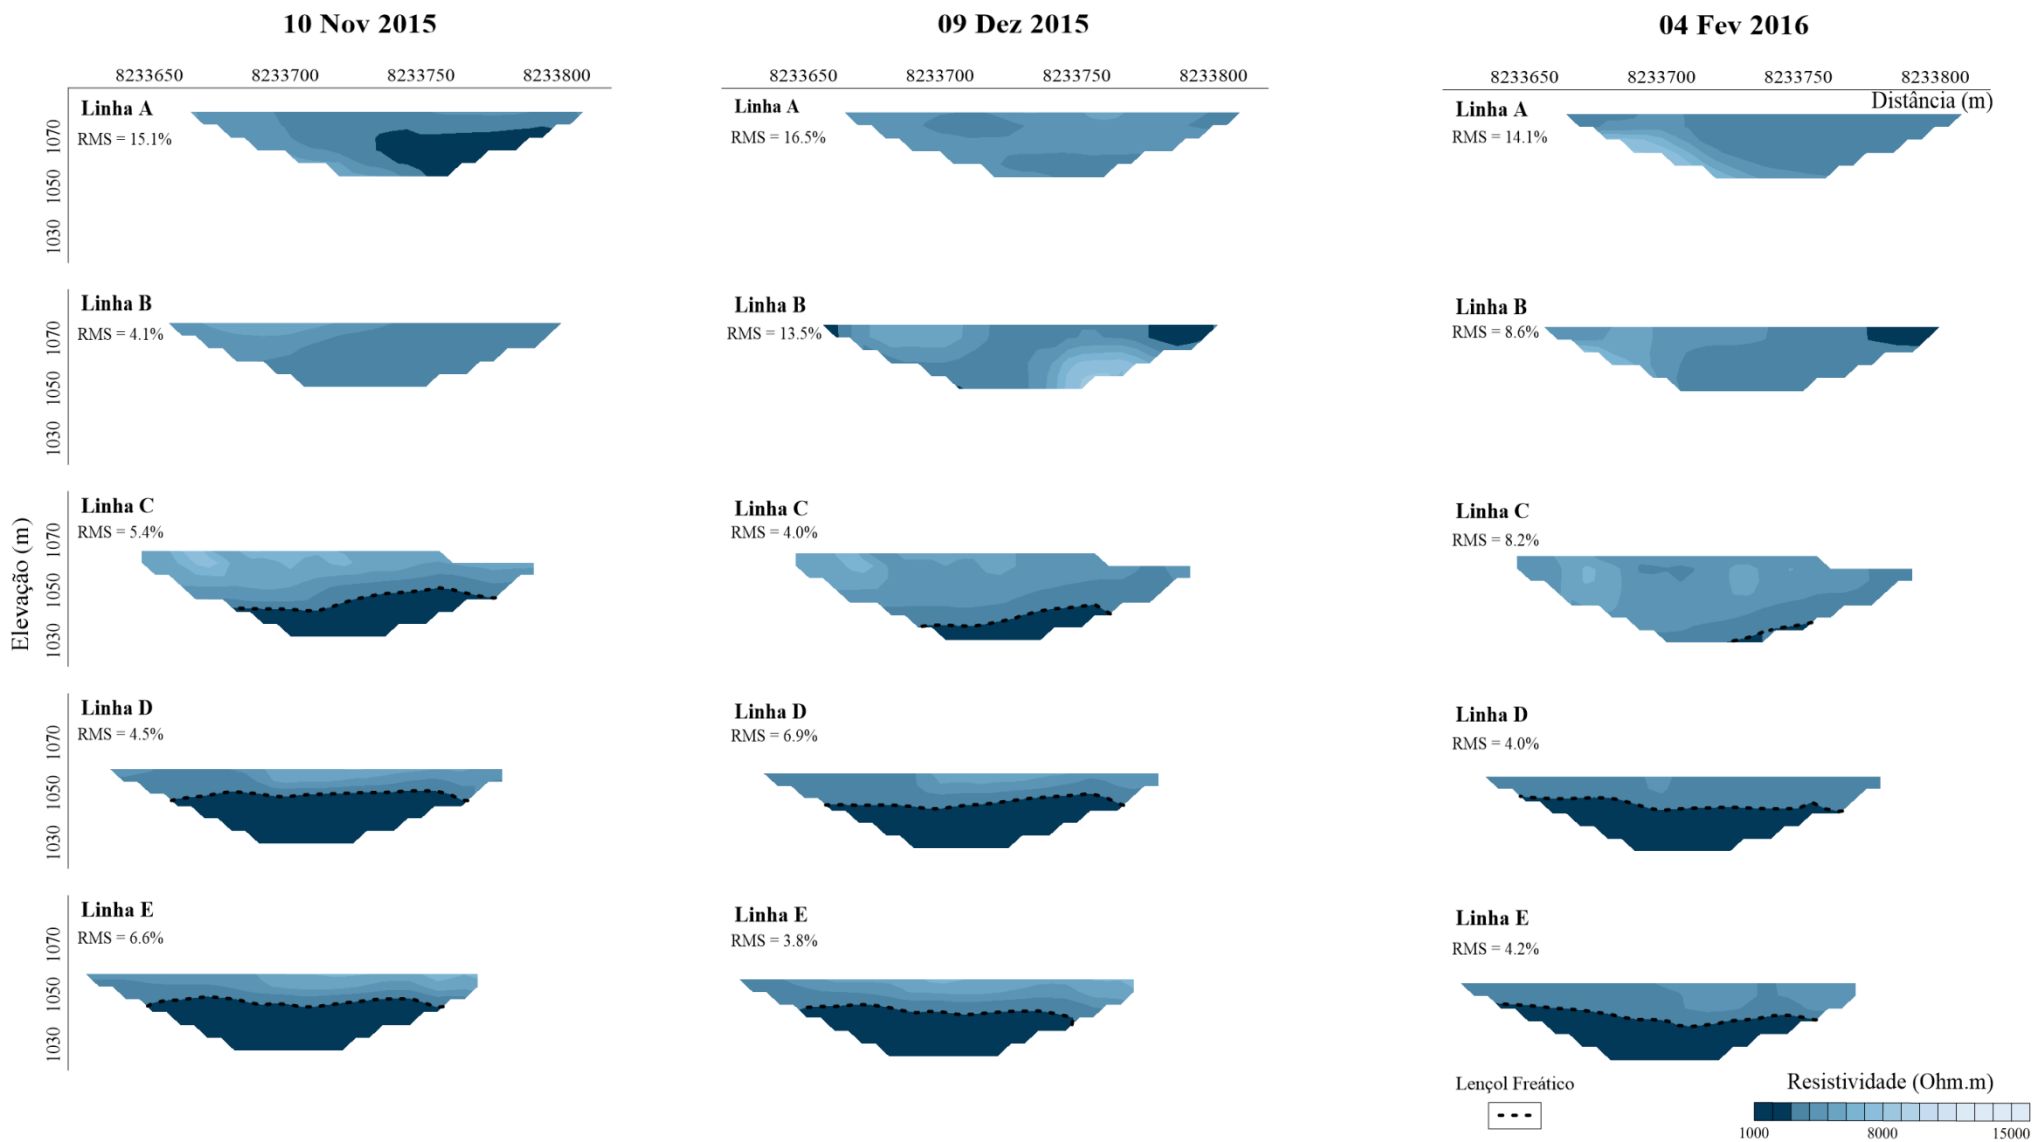 10 Nov 2015
09 Dez 2015
04 Fev 2016
8233650 8233700 8233750 8233800
8233650 8233700 8233750 8233800
8233650 8233700 8233750 8233800
Distância (m)
Elevação (m)
Linha A
RMS = 15.1%
1070
1050
1030
Linha A
RMS = 16.5%
Linha A
RMS = 14.1%
Linha B
RMS = 4.1%
1070
1050
1030
Linha B
RMS = 13.5%
Linha B
RMS = 8.6%
Linha C
RMS = 5.4%
1070
1050
1030
Linha C
RMS = 4.0%
Linha C
RMS = 8.2%
Linha D
RMS = 4.5%
1070
1050
1030
Linha D
RMS = 6.9%
Linha D
RMS = 4.0%
Linha E
RMS = 6.6%
1070
1050
1030
Linha E
RMS = 3.8%
Linha E
RMS = 4.2%
Lençol Freático
Resistividade (Ohm.m)
1000 8000 15000